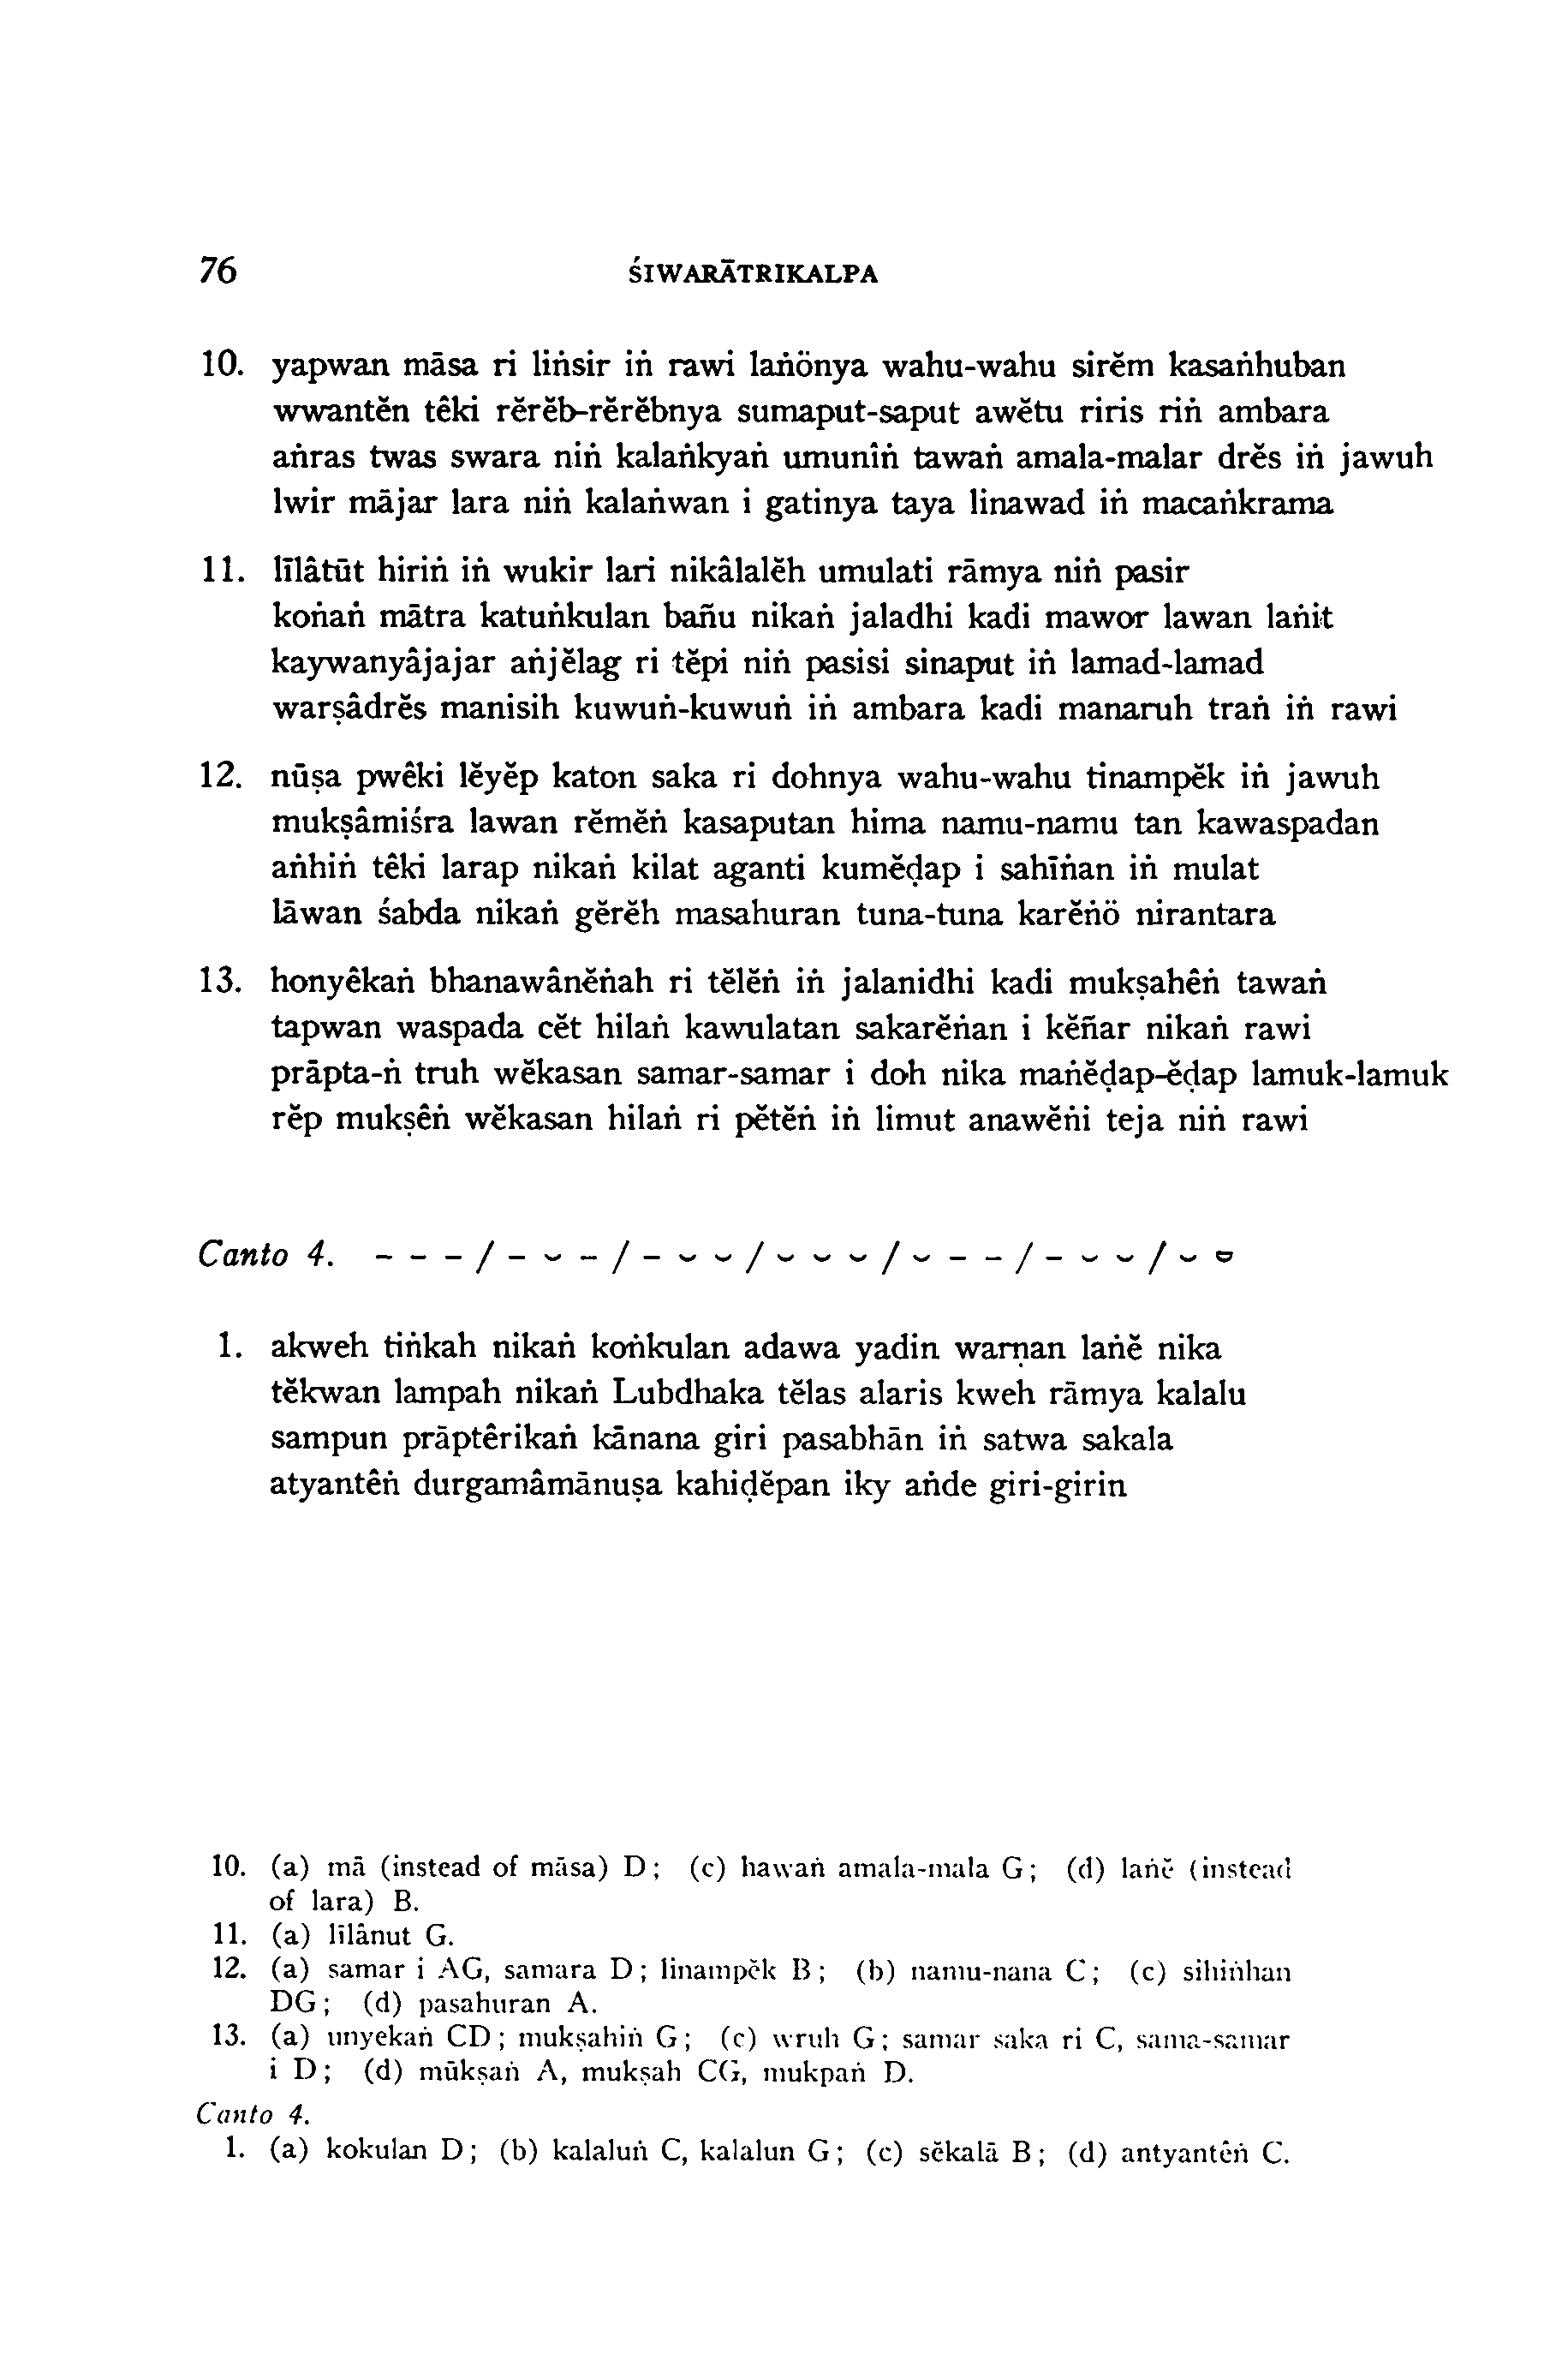 76 ŚIWARĀTRIKALPA
10. yapwan māsa ri liṅsir iṅ rawi laṅönya wahu-wahu sirĕm kasaṅhuban
wwantĕn têki rĕrĕb-rĕrĕbnya sumaput-saput awĕtu riris riṅ ambara
aṅras twas swara niṅ kalaṅkyaṅ umunîṅ tawaṅ amala-malar drĕs iṅ jawuh
lwir mājar lara niṅ kalaṅwan i gatinya taya linawad iṅ macaṅkrama
11. līlâtūt hiriṅ iṅ wukir lari nikâlalĕh umulati rāmya niṅ pasir
koṅaṅ mātra katuṅkulan bañu nikaṅ jaladhi kadi mawor lawan laṅit
kaywanyâjajar aṅjĕlag ri tĕpi niṅ pasisi sinaput iṅ lamad-lamad
warṣâdrĕs manisih kuwuṅ-kuwuṅ iṅ ambara kadi manaruh traṅ iṅ rawi
12. nūṣa pwêki lĕyĕp katon saka ri dohnya wahu-wahu tinampĕk iṅ jawuh
mukṣâmiśra lawan rĕmĕṅ kasaputan hima namu-namu tan kawaspadan
aṅhiṅ têki larap nikaṅ kilat aganti kumĕḍap i sahīṅan iṅ mulat
lāwan śabda nikaṅ gĕrĕh masahuran tuna-tuna karĕṅö nirantara
13. honyêkaṅ bhanawânĕṅah ri tĕlĕṅ iṅ jalanidhi kadi mukṣahêṅ tawaṅ
tapwan waspada cĕt hilaṅ kawulatan sakarĕṅan i kĕñar nikaṅ rawi
prāpta-ṅ truh wĕkasan samar-samar i doh nika maṅĕḍap-ĕḍap lamuk-lamuk
rĕp mukṣêṅ wĕkasan hilaṅ ri pĕtĕṅ iṅ limut anawĕṅi teja niṅ rawi
Canto 4. – – – / – ⏑ – / – ⏑ ⏑ / ⏑ ⏑ ⏑ / ⏑ – – / – ⏑ ⏑ / ⏑ ⏓
1. akweh tiṅkah nikaṅ koṅkulan adawa yadin warṇan laṅĕ nika
tĕkwan lampah nikaṅ Lubdhaka tĕlas alaris kweh rāmya kalalu
sampun prāptêrikaṅ kānana giri pasabhān iṅ satwa sakala
atyantêṅ durgamâmānuṣa kahiḍĕpan iky aṅde giri-girin
10. (a) mā (instead of māsa) D; (c) hawaṅ amala-mala G; (d) laṅĕ (instead
of lara) B.
11. (a) līlânut G.
12. (a) samar i AG, samara D; linampĕk B; (b) namu-nana C; (c) sihiṅhan
DG; (d) pasahuran A.
13. (a) unyekaṅ CD; mukṣahiṅ G; (c) wruh G; samar saka ri C, sama-samar
i D; (d) mūkṣaṅ A, mukṣah CG, mukpaṅ D.
Canto 4.
1. (a) kokulan D; (b) kalaluṅ C, kalalun G; (c) sĕkalā B; (d) antyantêṅ C.